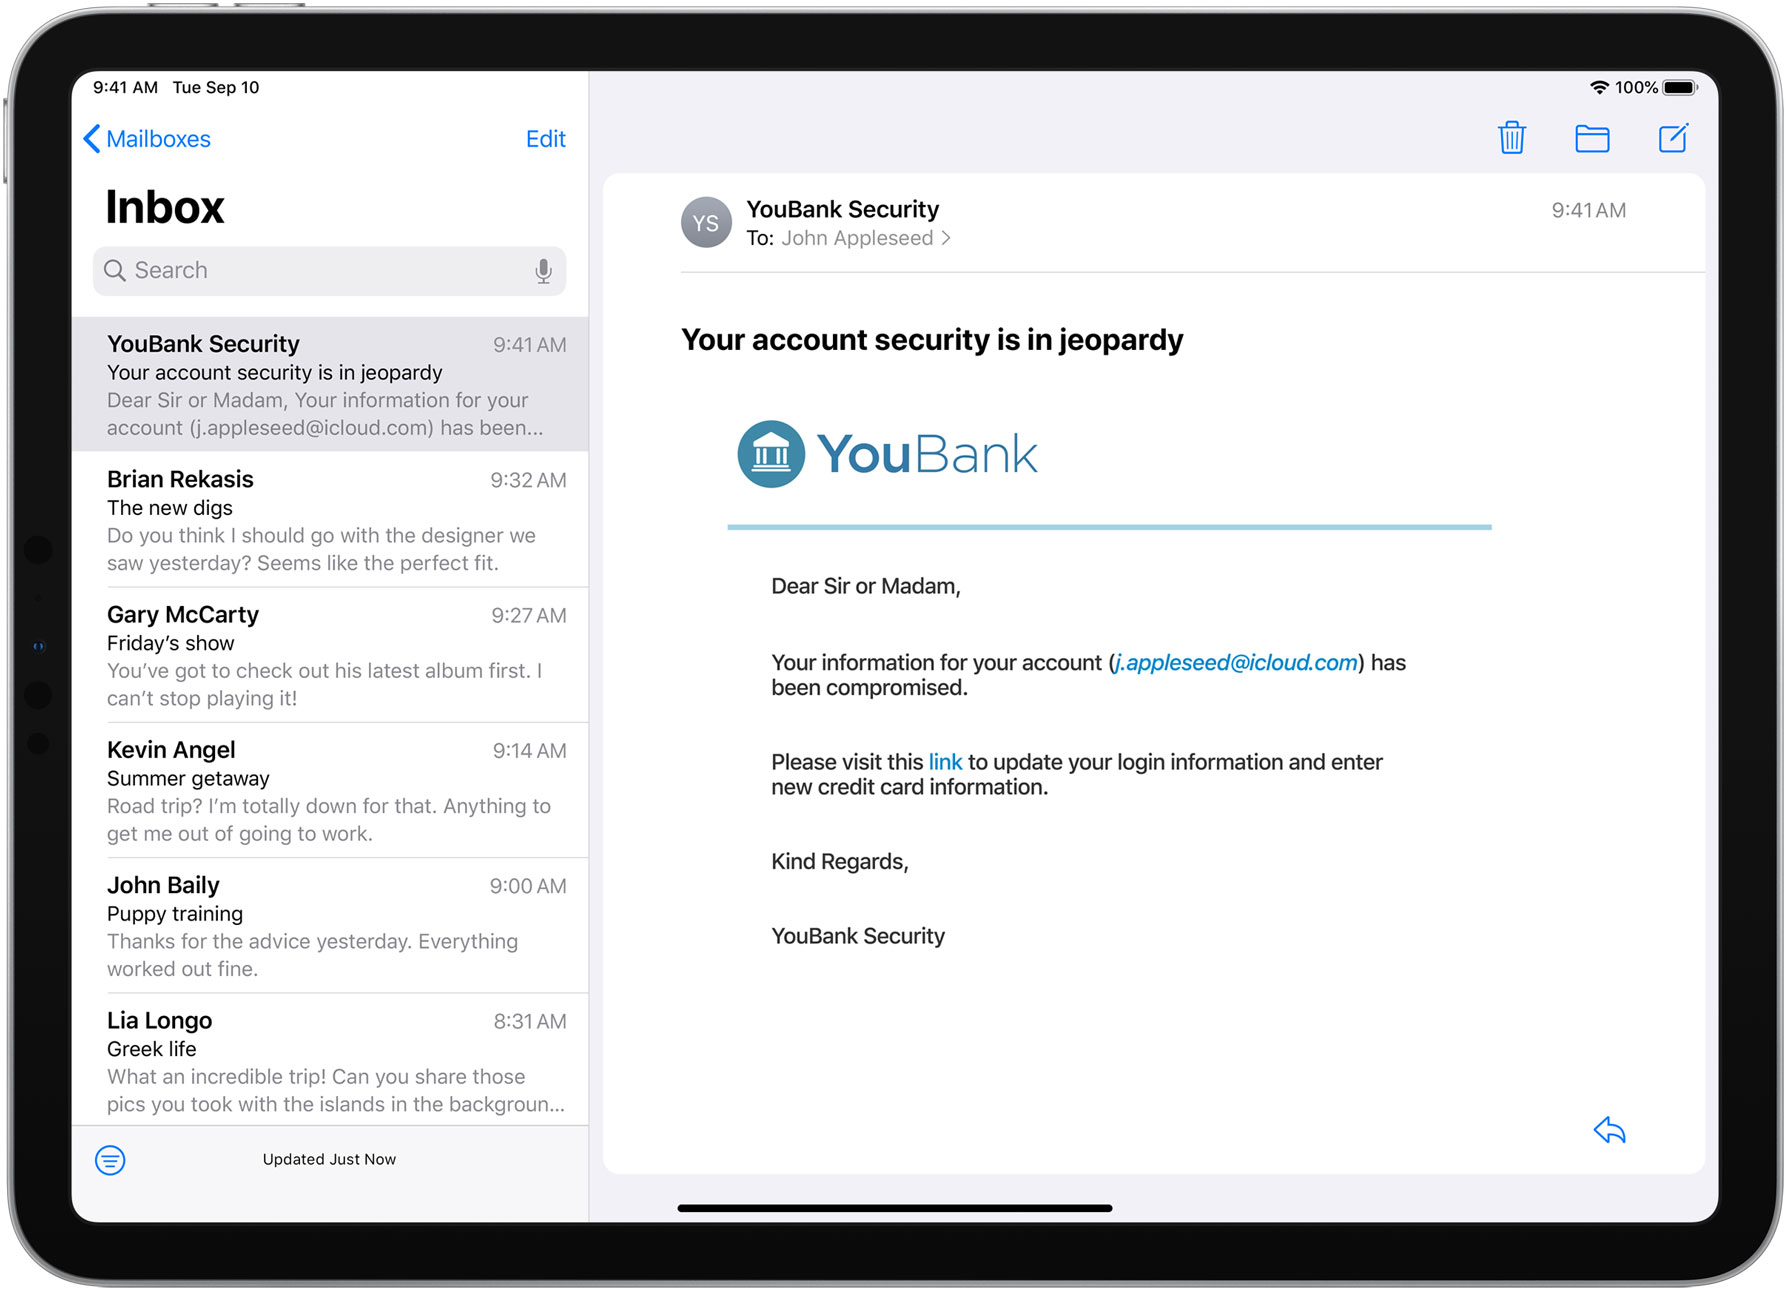 9:41 AM Tue Sep 10
100%
Mailboxes
Edit
Inbox
Search
YouBank Security 9:41 AM
Your account security is in jeopardy
Dear Sir or Madam, Your information for your
account (j.appleseed@icloud.com) has been...
Brian Rekasis 9:32 AM
The new digs
Do you think I should go with the designer we
saw yesterday? Seems like the perfect fit.
Gary McCarty 9:27 AM
Friday’s show
You’ve got to check out his latest album first. I
can’t stop playing it!
Kevin Angel 9:14 AM
Summer getaway
Road trip? I’m totally down for that. Anything to
get me out of going to work.
John Baily 9:00 AM
Puppy training
Thanks for the advice yesterday. Everything
worked out fine.
Lia Longo 8:31 AM
Greek life
What an incredible trip! Can you share those
pics you took with the islands in the backgroun...
Updated Just Now
YS
YouBank Security 9:41 AM
To: John Appleseed
Your account security is in jeopardy
YouBank
Dear Sir or Madam,
Your information for your account (j.appleseed@icloud.com) has
been compromised.
Please visit this link to update your login information and enter
new credit card information.
Kind Regards,
YouBank Security